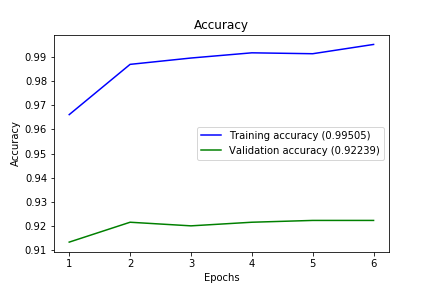 Accuracy
0.99
0.98
0.97
0.96
0.95
0.94
0.93
0.92
0.91
Accuracy
Training accuracy (0.99505)
Validation accuracy (0.92239)
1 2 3 4 5 6
Epochs